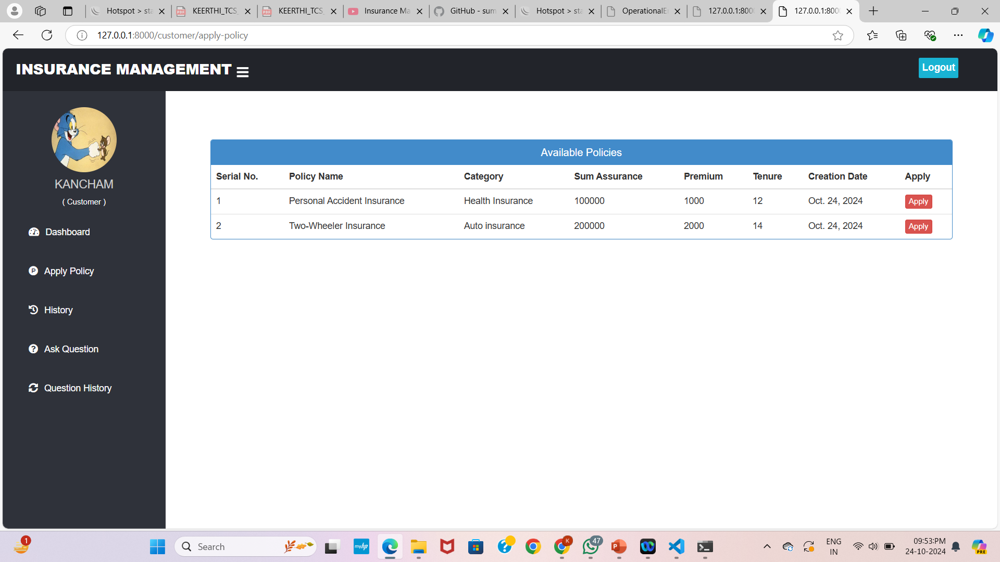 Hotspot > sta KEERTHI_TCS_ KEERTHI_TCS_ Insurance Ma GitHub - sum Hotspot > sta OperationalE 127.0.0.1:800 127.0.0.1:800
127.0.0.1:8000/customer/apply-policy
INSURANCE MANAGEMENT
Logout
KANCHAM
( Customer )
Dashboard
Apply Policy
History
Ask Question
Question History
Available Policies
Serial No. Policy Name Category Sum Assurance Premium Tenure Creation Date Apply
1 Personal Accident Insurance Health Insurance 100000 1000 12 Oct. 24, 2024 Apply
2 Two-Wheeler Insurance Auto insurance 200000 2000 14 Oct. 24, 2024 Apply
1
Search
myhp
K
47
P
ENG
IN
09:53:PM
24-10-2024
PRE